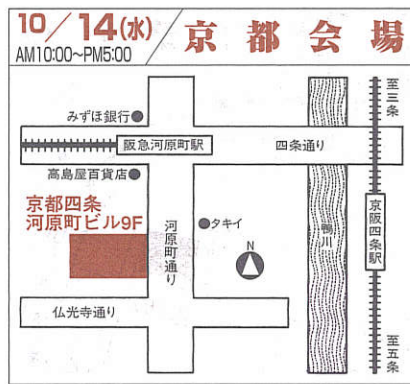 10/14(水)
AM10:00~PM5:00
京都会場
みずほ銀行
阪急河原町駅
四条通り
至三条
高島屋百貨店
京都四条
河原町ビル9F
河原町通り
タキイ
N
鴨川
京阪四条駅
仏光寺通り
至五条